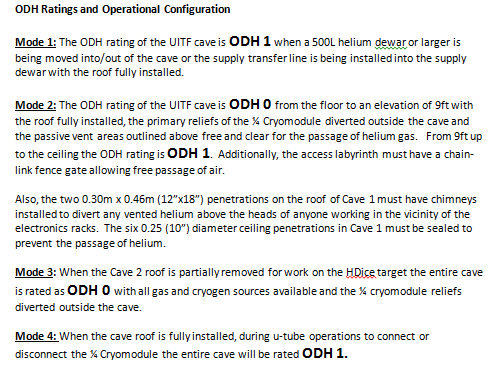 ODH Ratings and Operational Configuration
Mode 1: The ODH rating of the UITF cave is ODH 1 when a 500L helium dewar or larger is
being moved into/out of the cave or the supply transfer line is being installed into the supply
dewar with the roof fully installed.
Mode 2: The ODH rating of the UITF cave is ODH 0 from the floor to an elevation of 9ft with
the roof fully installed, the primary reliefs of the ¼ Cryomodule diverted outside the cave and
the passive vent areas outlined above free and clear for the passage of helium gas. From 9ft up
to the ceiling the ODH rating is ODH 1. Additionally, the access labyrinth must have a chain-
link fence gate allowing free passage of air.
Also, the two 0.30m x 0.46m (12"x18") penetrations on the roof of Cave 1 must have chimneys
installed to divert any vented helium above the heads of anyone working in the vicinity of the
electronics racks. The six 0.25 (10") diameter ceiling penetrations in Cave 1 must be sealed to
prevent the passage of helium.
Mode 3: When the Cave 2 roof is partially removed for work on the HDice target the entire cave
is rated as ODH 0 with all gas and cryogen sources available and the ¼ cryomodule reliefs
diverted outside the cave.
Mode 4: When the cave roof is fully installed, during u-tube operations to connect or
disconnect the ¼ Cryomodule the entire cave will be rated ODH 1.